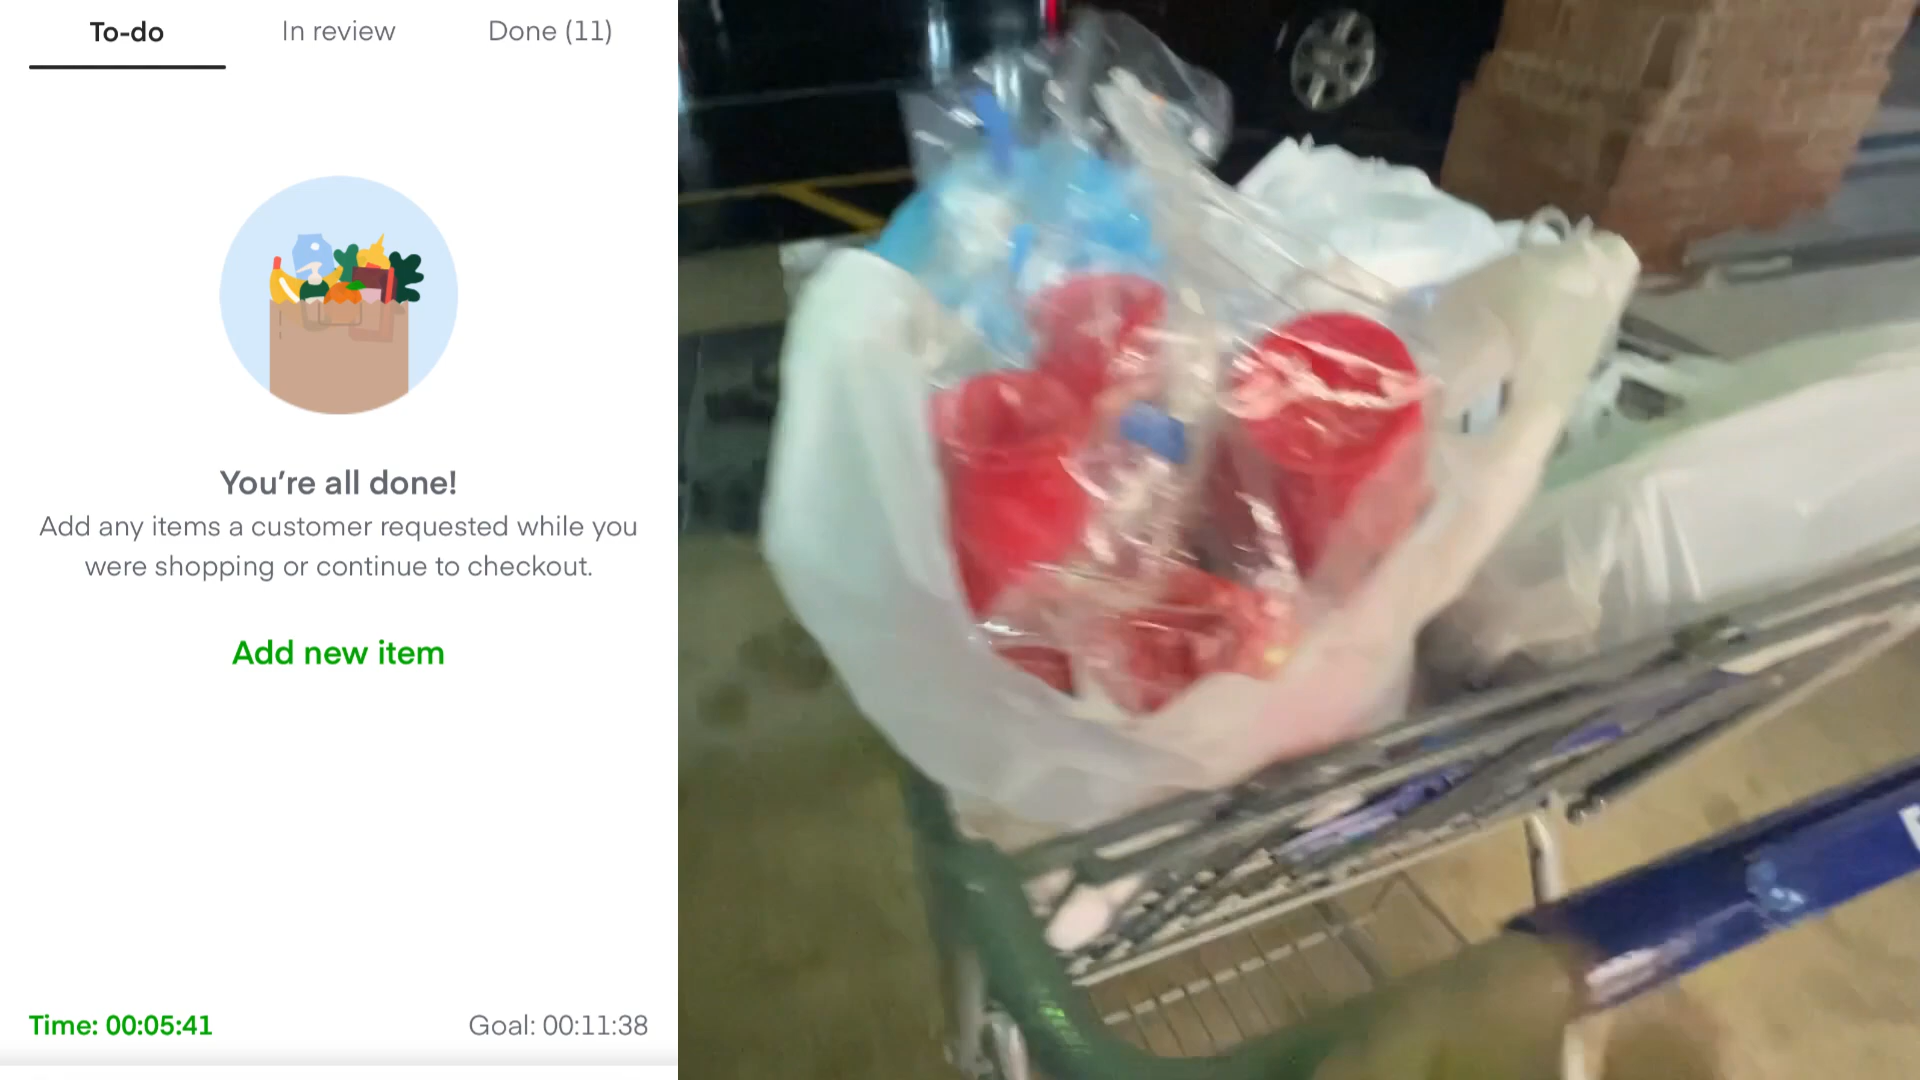 To-do
In review
Done (11)
You're all done!
Add any items a customer requested while you
were shopping or continue to checkout.
Add new item
Time: 00:05:41
Goal: 00:11:38